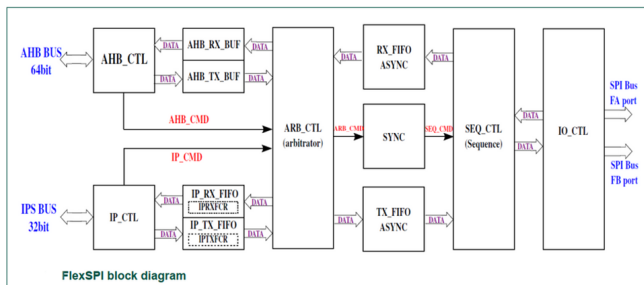 AHB BUS
64bit
AHB_CTL
DATA
DATA
AHB_RX_BUF
AHB_TX_BUF
DATA
DATA
AHB_CMD
IP_CMD
IPS BUS
32bit
IP_CTL
DATA
DATA
IP_RX_FIFO
IPRXFCR
IP_TX_FIFO
IPTXFCR
DATA
DATA
ARB_CTL
(arbitrator)
DATA
ARB_CMD
DATA
RX_FIFO
ASYNC
SYNC
TX_FIFO
ASYNC
DATA
SEQ_CMD
DATA
SEQ_CTL
(Sequence)
DATA
DATA
IO_CTL
SPI Bus
FA port
SPI Bus
FB port
FlexSPI block diagram